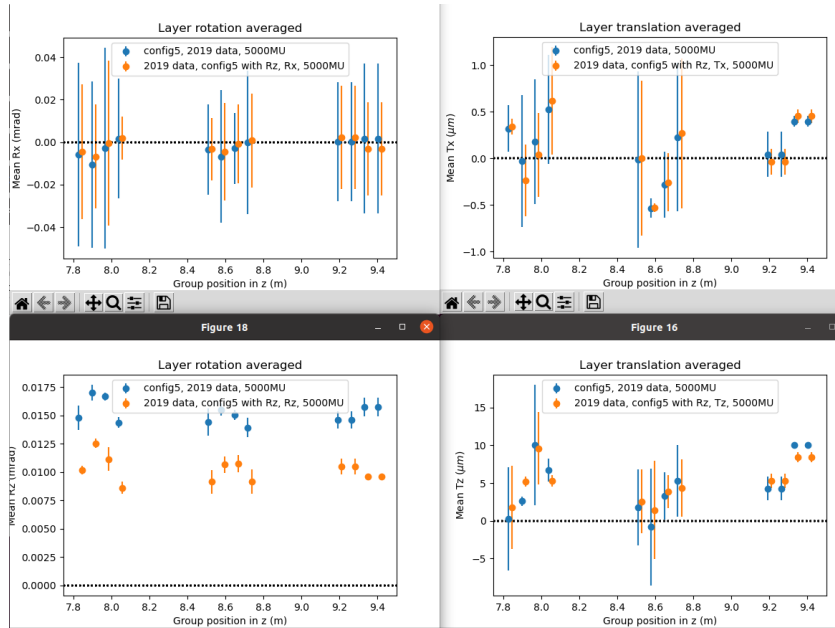 Layer rotation averaged
config5, 2019 data, 5000MU
2019 data, config5 with Rz, Rx, 5000MU
Mean Rx (mrad)
0.04
0.02
0.00
−0.02
−0.04
7.8 8.0 8.2 8.4 8.6 8.8 9.0 9.2 9.4
Group position in z (m)
Layer translation averaged
config5, 2019 data, 5000MU
2019 data, config5 with Rz, Tx, 5000MU
Mean Tx (μm)
1.0
0.5
0.0
−0.5
−1.0
7.8 8.0 8.2 8.4 8.6 8.8 9.0 9.2 9.4
Group position in z (m)
Figure 18
Layer rotation averaged
config5, 2019 data, 5000MU
2019 data, config5 with Rz, Rz, 5000MU
Mean Rz (mrad)
0.0175
0.0150
0.0125
0.0100
0.0075
0.0050
0.0025
0.0000
7.8 8.0 8.2 8.4 8.6 8.8 9.0 9.2 9.4
Group position in z (m)
Figure 16
Layer translation averaged
config5, 2019 data, 5000MU
2019 data, config5 with Rz, Tz, 5000MU
Mean Tz (μm)
15
10
5
0
−5
7.8 8.0 8.2 8.4 8.6 8.8 9.0 9.2 9.4
Group position in z (m)